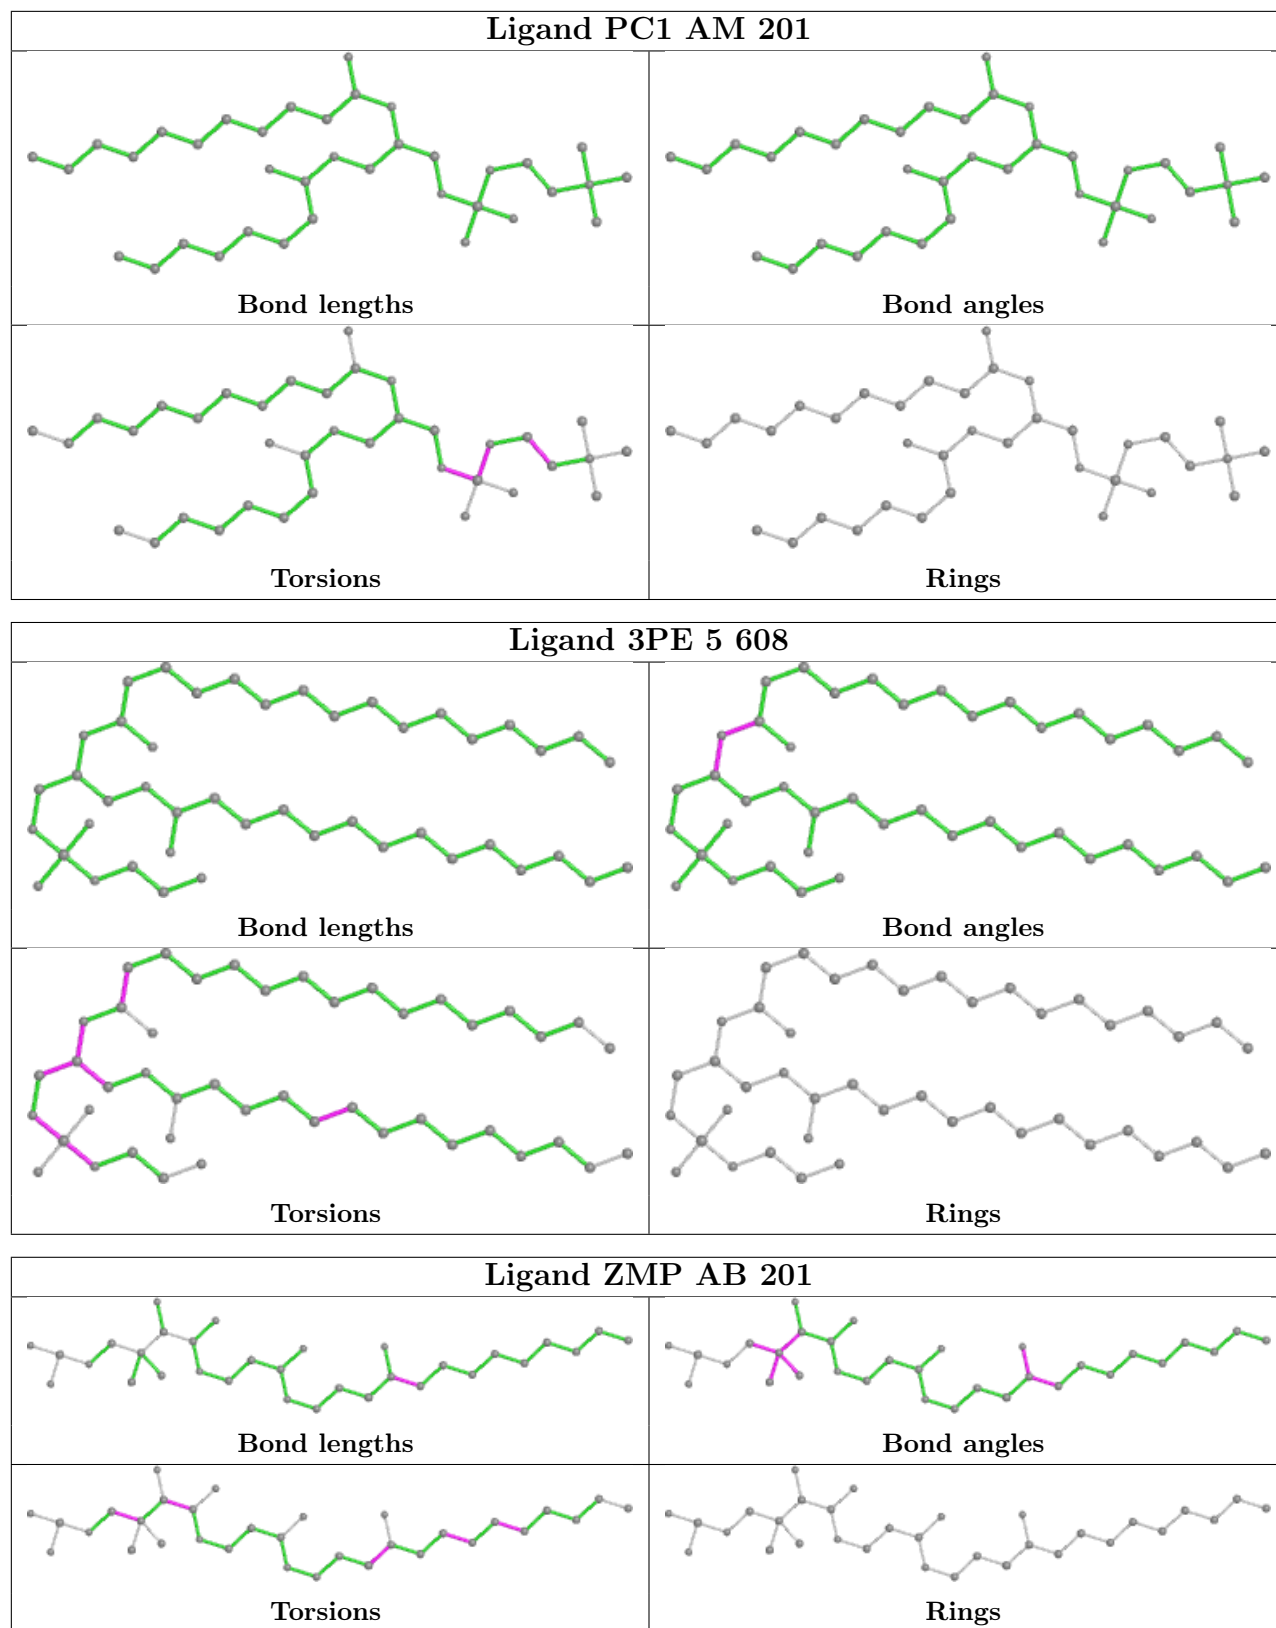 Ligand PC1 AM 201
Bond lengths
Bond angles
Torsions
Rings
Ligand 3PE 5 608
Bond lengths
Bond angles
Torsions
Rings
Ligand ZMP AB 201
Bond lengths
Bond angles
Torsions
Rings